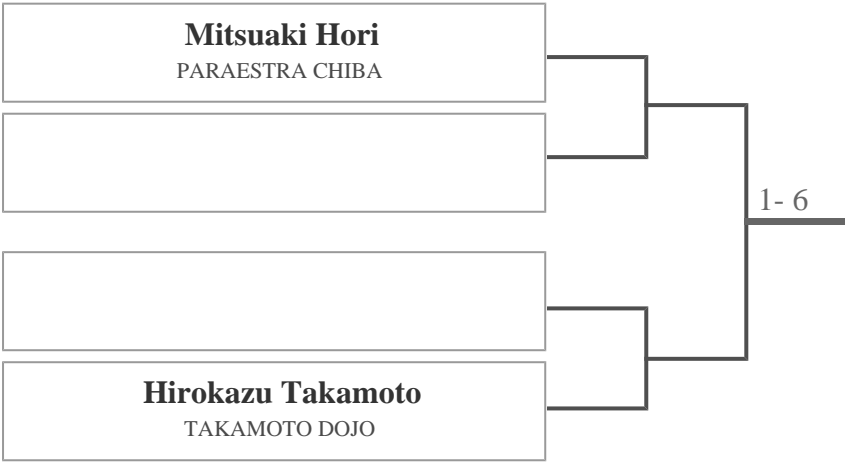 Mitsuaki Hori
PARAESTRA CHIBA
1- 6
Hirokazu Takamoto
TAKAMOTO DOJO